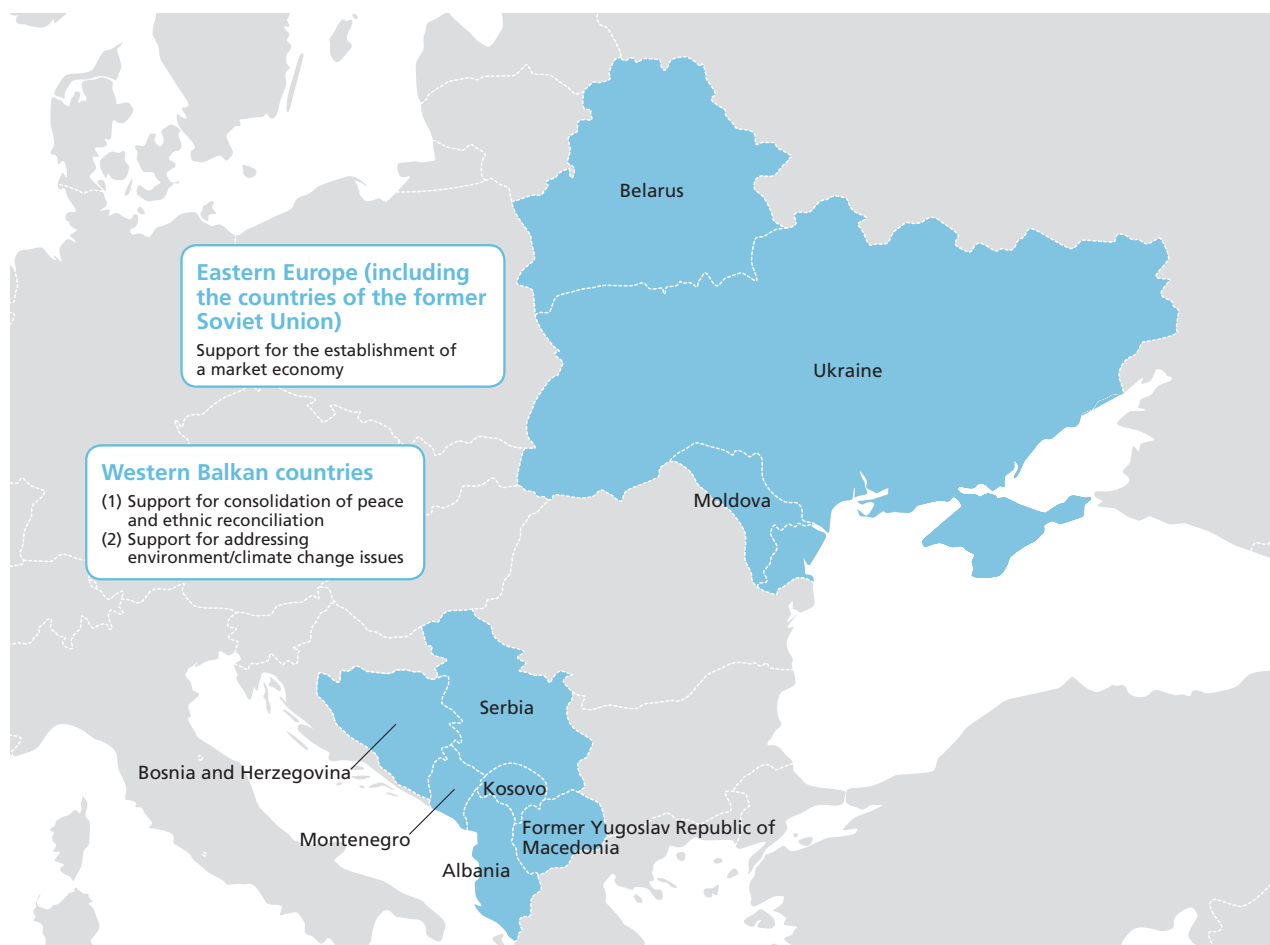 Belarus
Eastern Europe (including
the countries of the former
Soviet Union)
Support for the establishment of
a market economy
Ukraine
Western Balkan countries
(1) Support for consolidation of peace
and ethnic reconciliation
(2) Support for addressing
environment/climate change issues
Moldova
Serbia
Bosnia and Herzegovina
Kosovo
Montenegro
Former Yugoslav Republic of
Macedonia
Albania